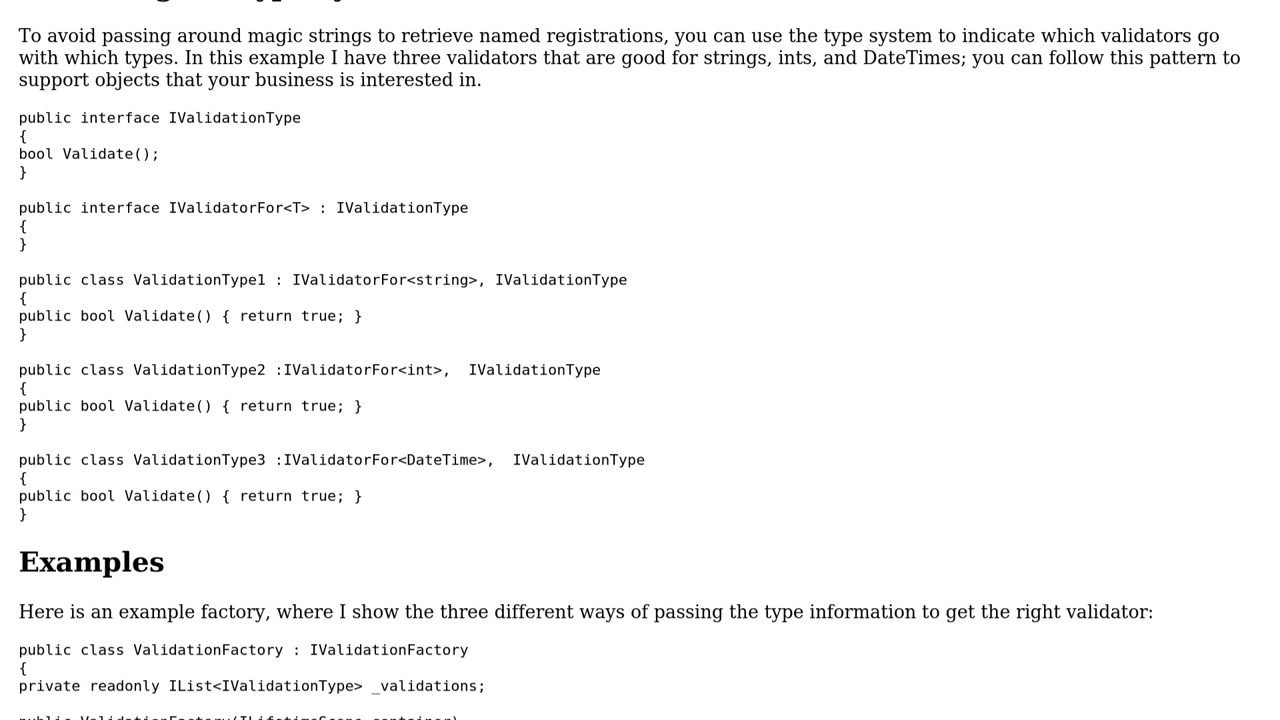 To avoid passing around magic strings to retrieve named registrations, you can use the type system to indicate which validators go
with which types. In this example I have three validators that are good for strings, ints, and DateTimes; you can follow this pattern to
support objects that your business is interested in.
public interface IValidationType
{
bool Validate();
}
public interface IValidatorFor<T> : IValidationType
{
}
public class ValidationType1 : IValidatorFor<string>, IValidationType
{
public bool Validate() { return true; }
}
public class ValidationType2 :IValidatorFor<int>,  IValidationType
{
public bool Validate() { return true; }
}
public class ValidationType3 :IValidatorFor<DateTime>,  IValidationType
{
public bool Validate() { return true; }
}
Examples
Here is an example factory, where I show the three different ways of passing the type information to get the right validator:
public class ValidationFactory : IValidationFactory
{
private readonly IList<IValidationType> _validations;
public ValidationFactory(ILifetimeScope container)